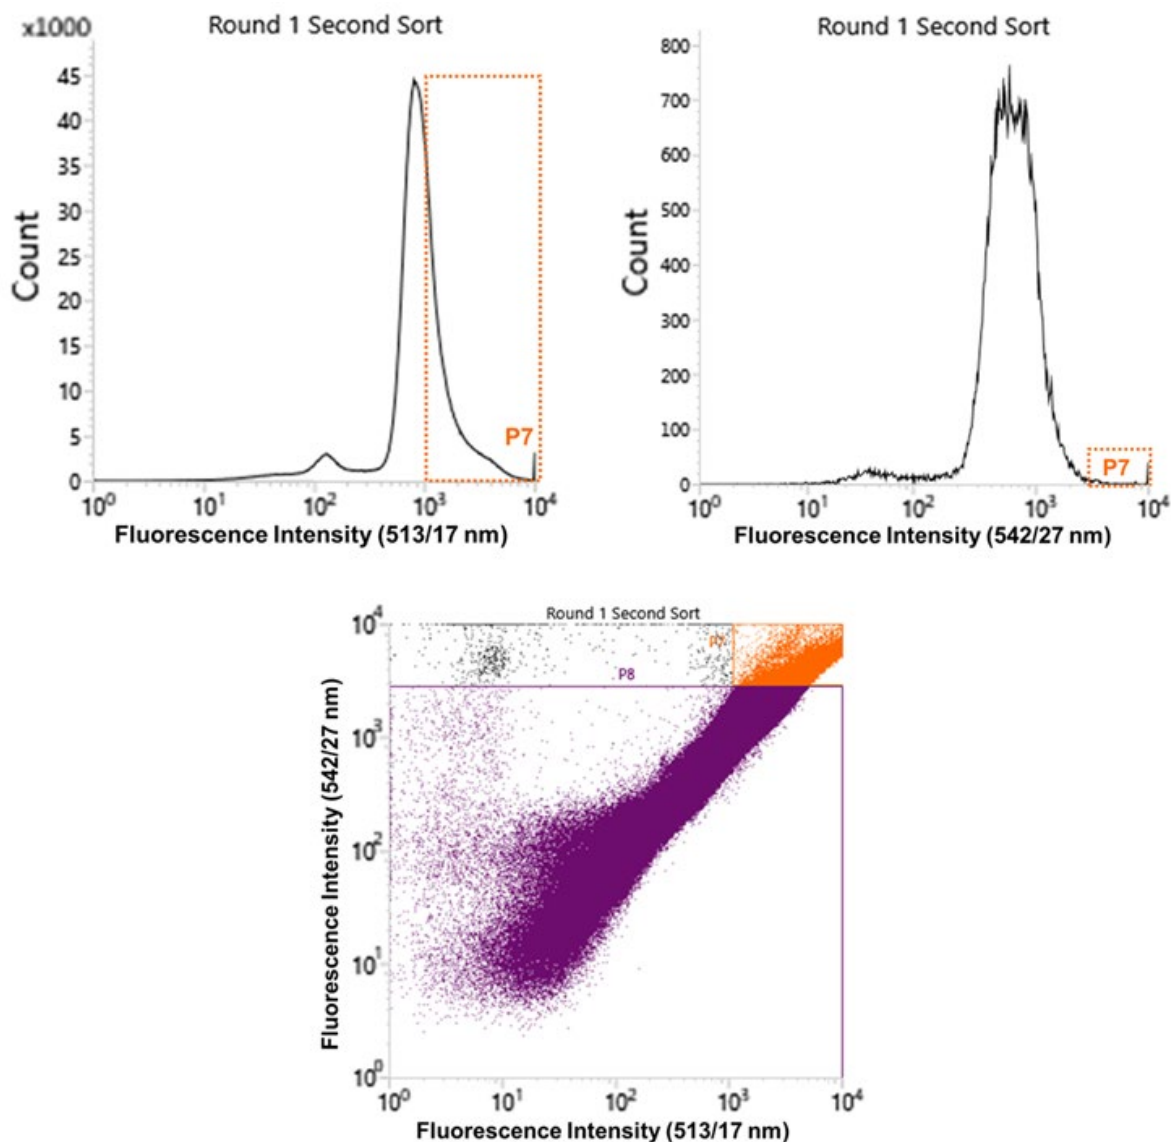 x1000
Round 1 Second Sort
45
40
35
30
25
20
15
10
5
0
Count
P7
10⁰ 10¹ 10² 10³ 10⁴
Fluorescence Intensity (513/17 nm)
Round 1 Second Sort
800
700
600
500
400
300
200
100
0
Count
P7
10⁰ 10¹ 10² 10³ 10⁴
Fluorescence Intensity (542/27 nm)
Round 1 Second Sort
10⁴
10³
10²
10¹
10⁰
Fluorescence Intensity (542/27 nm)
P7
P8
10⁰ 10¹ 10² 10³ 10⁴
Fluorescence Intensity (513/17 nm)